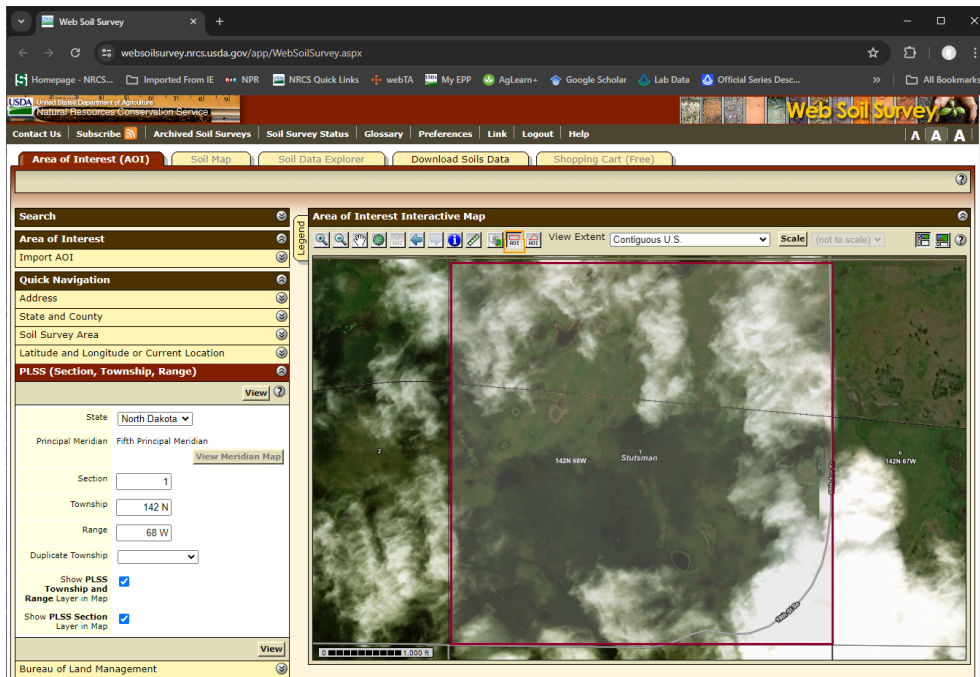 Web Soil Survey
websoilsurvey.nrcs.usda.gov/app/WebSoilSurvey.aspx
Homepage - NRCS... Imported From IE NPR NRCS Quick Links webTA My EPP AgLearn+ Google Scholar Lab Data Official Series Desc... » All Bookmarks
USDA United States Department of Agriculture
Natural Resources Conservation Service
Web Soil Survey
Contact Us Subscribe Archived Soil Surveys Soil Survey Status Glossary Preferences Link Logout Help A A A
Area of Interest (AOI) Soil Map Soil Data Explorer Download Soils Data Shopping Cart (Free)
Search
Area of Interest
Import AOI
Quick Navigation
Address
State and County
Soil Survey Area
Latitude and Longitude or Current Location
PLSS (Section, Township, Range)
View
State North Dakota
Principal Meridian Fifth Principal Meridian
View Meridian Map
Section 1
Township 142 N
Range 68 W
Duplicate Township
Show PLSS
Township and
Range Layer in Map
Show PLSS Section
Layer in Map
View
Bureau of Land Management
Legend
Area of Interest Interactive Map
AOI AOI View Extent Contiguous U.S. Scale (not to scale)
2
142N 68W
1
Stutsman
6
142N 67W
19th St SE
0 1,000 ft